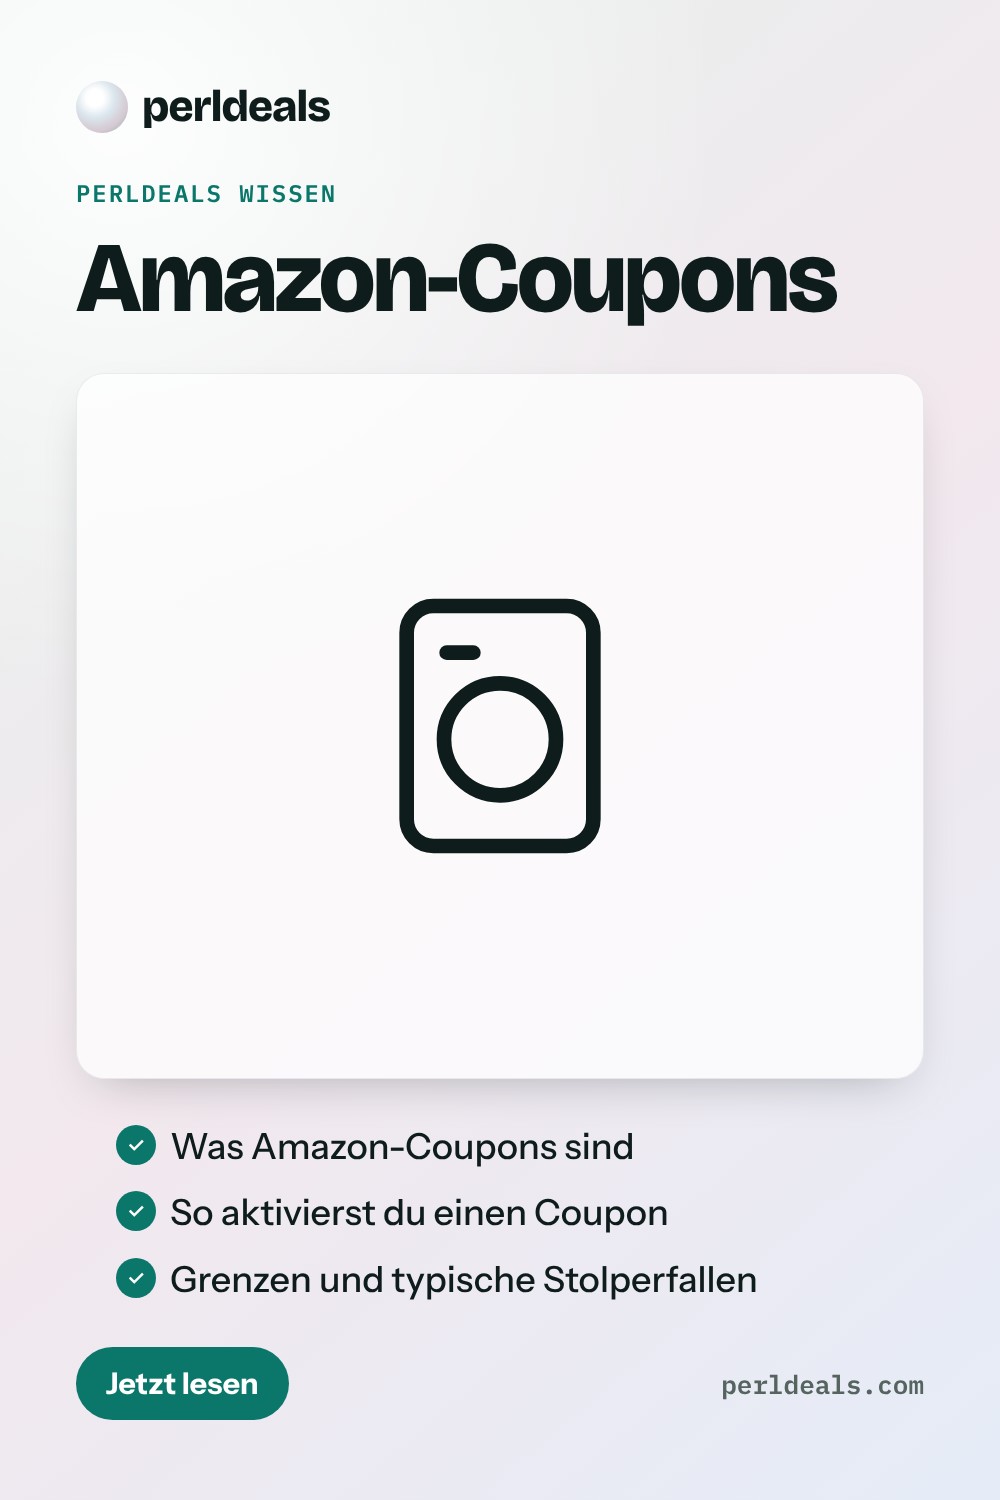 perldeals
PERLDEALS WISSEN
Amazon-Coupons
Was Amazon-Coupons sind
So aktivierst du einen Coupon
Grenzen und typische Stolperfallen
Jetzt lesen
perldeals.com